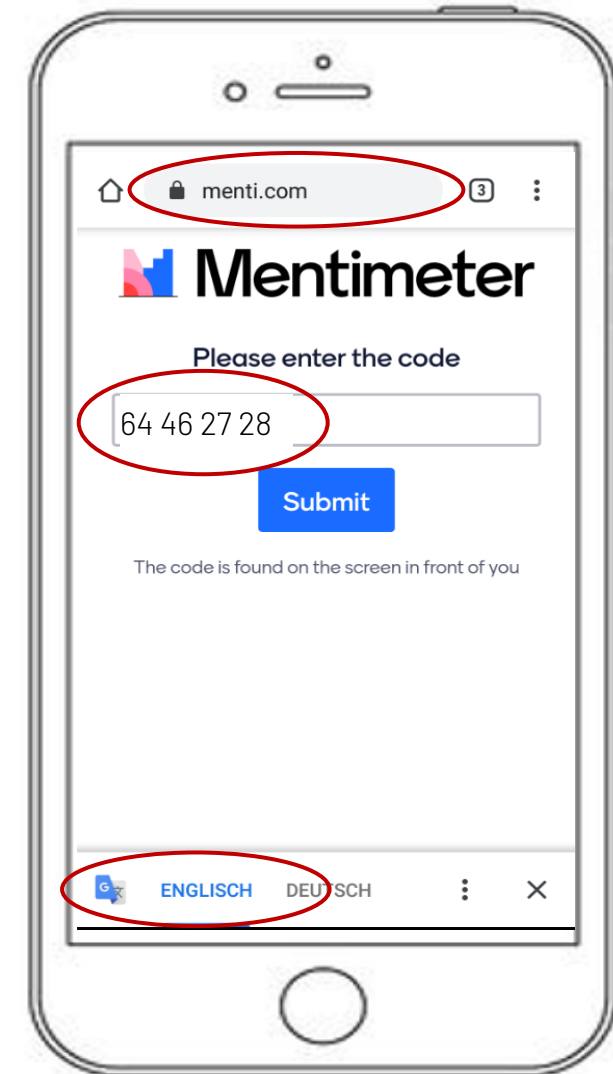 menti.com 3
Mentimeter
Please enter the code
64 46 27 28
Submit
The code is found on the screen in front of you
ENGLISCH DEUTSCH